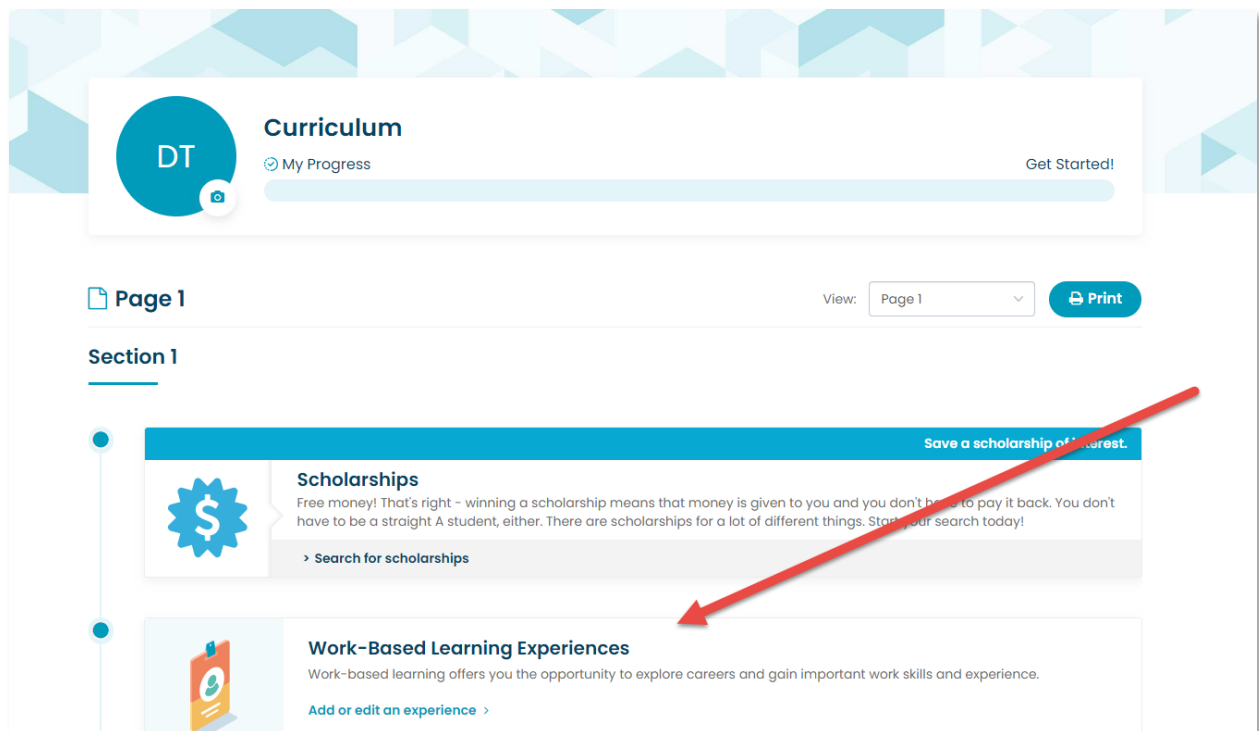 DT
Curriculum
My Progress
Get Started!
Page 1
View:
Page 1
Print
Section 1
Save a scholarship of interest.
Scholarships
Free money! That's right - winning a scholarship means that money is given to you and you don't have to pay it back. You don't
have to be a straight A student, either. There are scholarships for a lot of different things. Start your search today!
> Search for scholarships
Work-Based Learning Experiences
Work-based learning offers you the opportunity to explore careers and gain important work skills and experience.
Add or edit an experience >